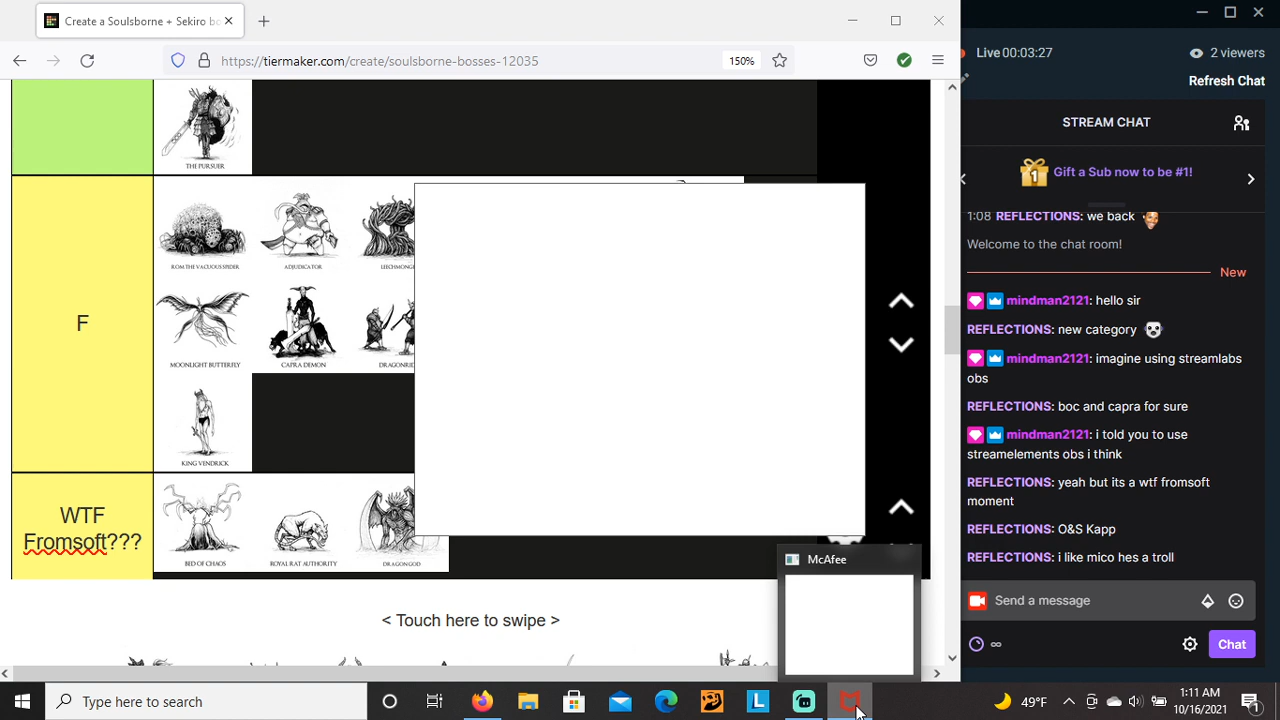 Create a Soulsborne + Sekiro bo
Live 00:03:27
2 viewers
https://tiermaker.com/create/soulsborne-bosses-12035
150%
Refresh Chat
STREAM CHAT
1
Gift a Sub now to be #1!
THE PURSUER
1:08 REFLECTIONS: we back
Welcome to the chat room!
New
F
ROM THE VACUOUS SPIDER
ADJUDICATOR
LEECHMONGE
mindman2121: hello sir
REFLECTIONS: new category
mindman2121: imagine using streamlabs
obs
MOONLIGHT BUTTERFLY
CAPRA DEMON
DRAGONRID
REFLECTIONS: boc and capra for sure
mindman2121: i told you to use
streamelements obs i think
KING VENDRICK
REFLECTIONS: yeah but its a wtf fromsoft
moment
WTF
Fromsoft???
BED OF CHAOS
ROYAL RAT AUTHORITY
DRAGON GOD
REFLECTIONS: O&S Kapp
REFLECTIONS: i like mico hes a troll
McAfee
Send a message
< Touch here to swipe >
Chat
Type here to search
L
49°F
1:11 AM
10/16/2021
1